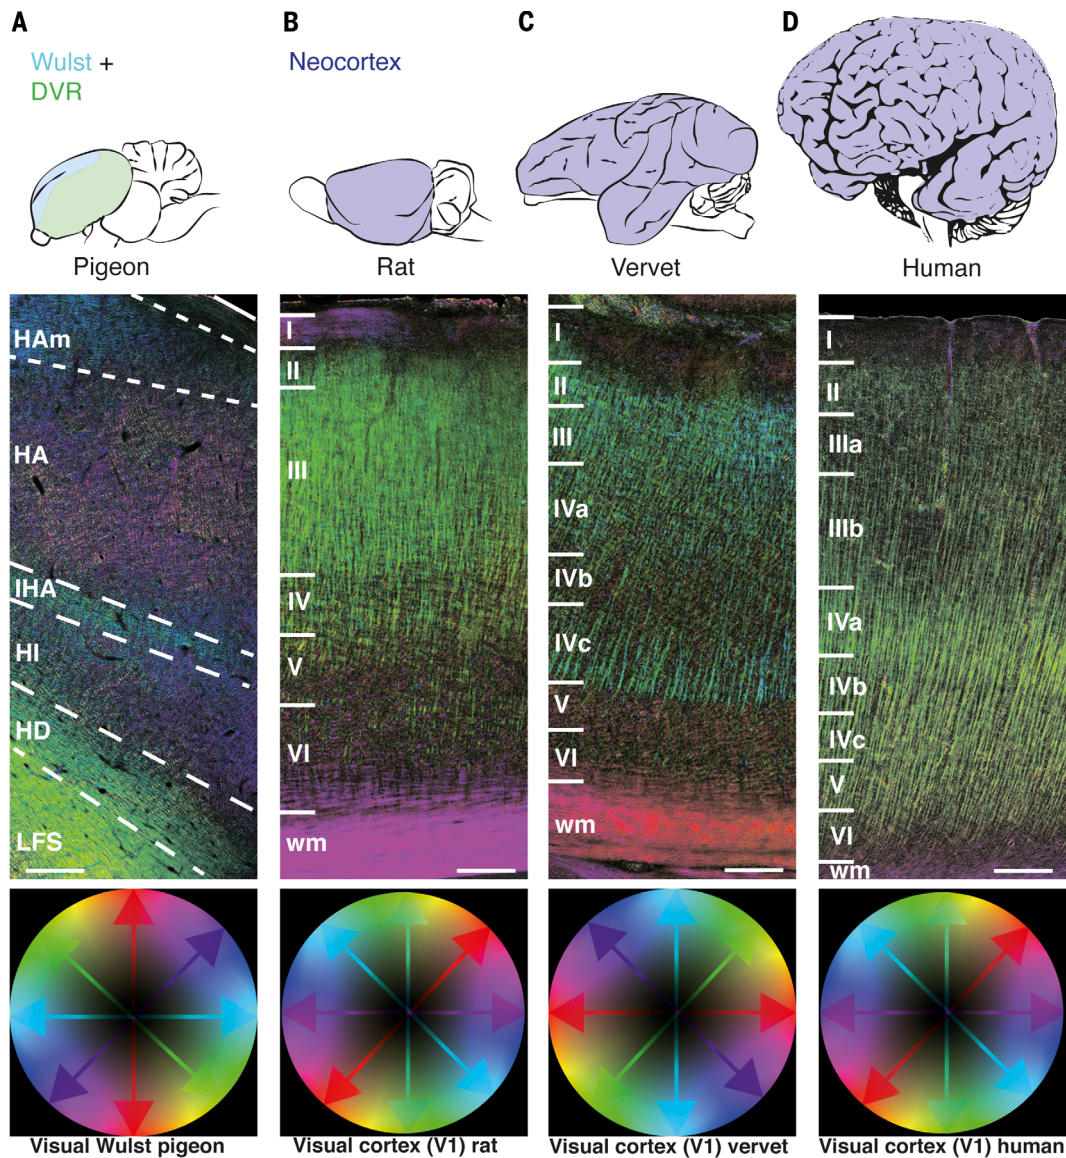 A
B
C
D
Wulst +
DVR
Neocortex
Pigeon
Rat
Vervet
Human
HAm
HA
IHA
HI
HD
LFS
I
II
III
IV
V
VI
wm
I
II
III
IVa
IVb
IVc
V
VI
wm
I
II
IIIa
IIIb
IVa
IVb
IVc
V
VI
wm
Visual Wulst pigeon
Visual cortex (V1) rat
Visual cortex (V1) vervet
Visual cortex (V1) human